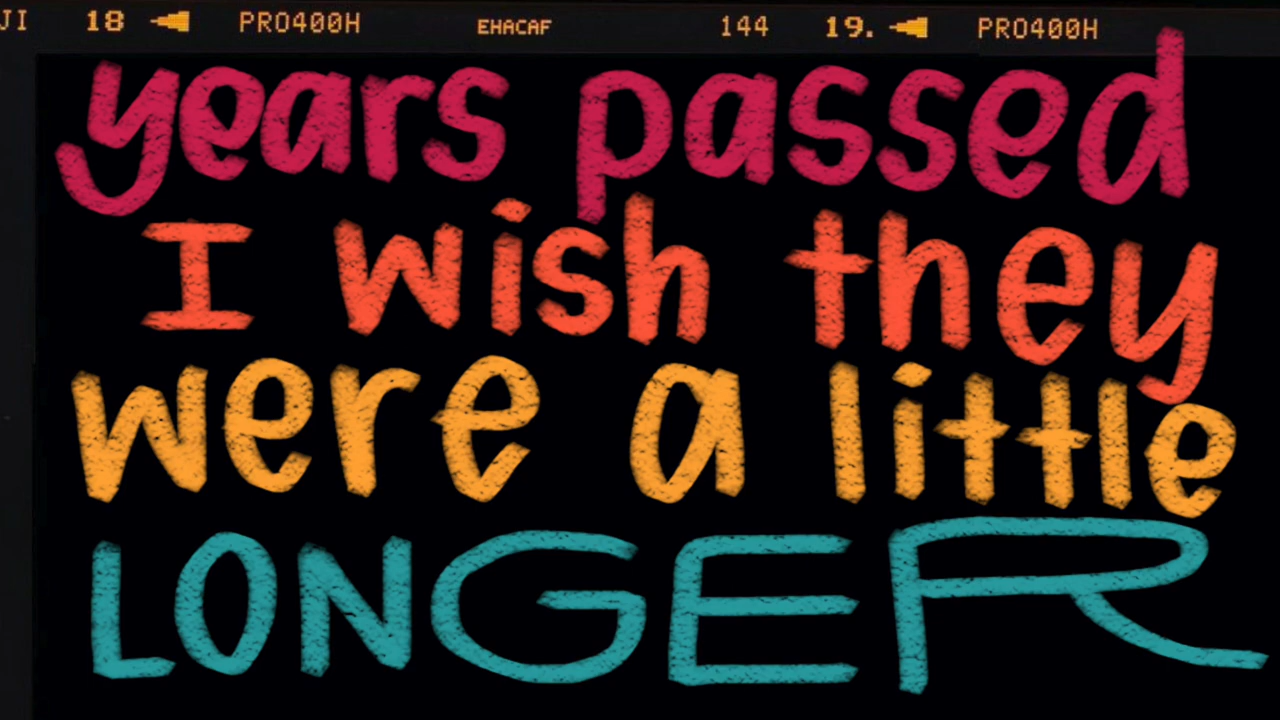 JI 18 PRO400H EHACAF 144 19. PRO400H
years passed
I wish they
were a little
LONGER